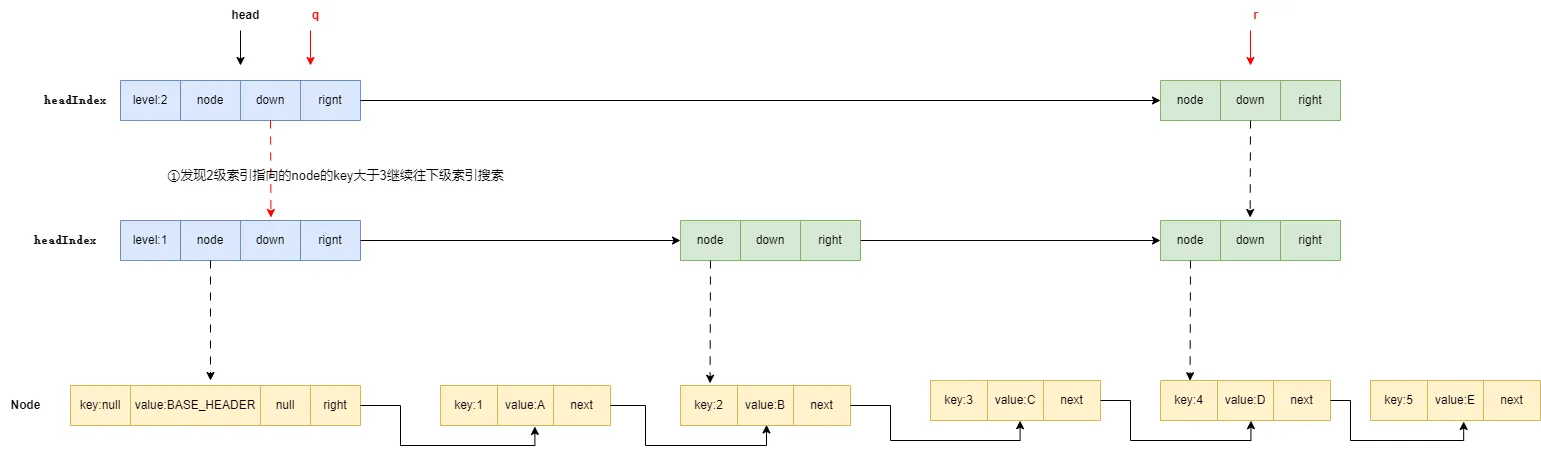 head q r
headIndex level:2 node down rignt node down right
①发现2级索引指向的node的key大于3继续往下级索引搜索
headIndex level:1 node down rignt node down right node down right
Node key:null value:BASE_HEADER null right key:1 value:A next key:2 value:B next key:3 value:C next key:4 value:D next key:5 value:E next